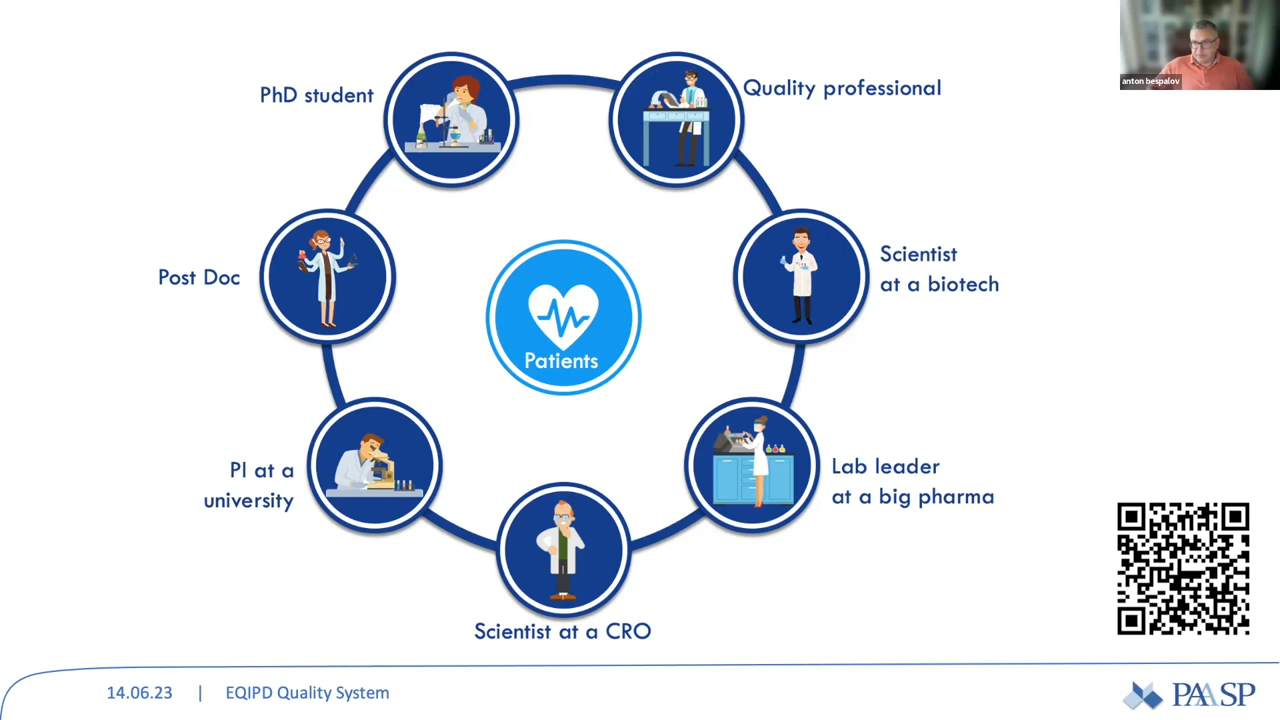 anton bespalov
PhD student
Quality professional
Post Doc
Scientist
at a biotech
Patients
PI at a
university
Lab leader
at a big pharma
Scientist at a CRO
14.06.23 | EQIPD Quality System
PAASP